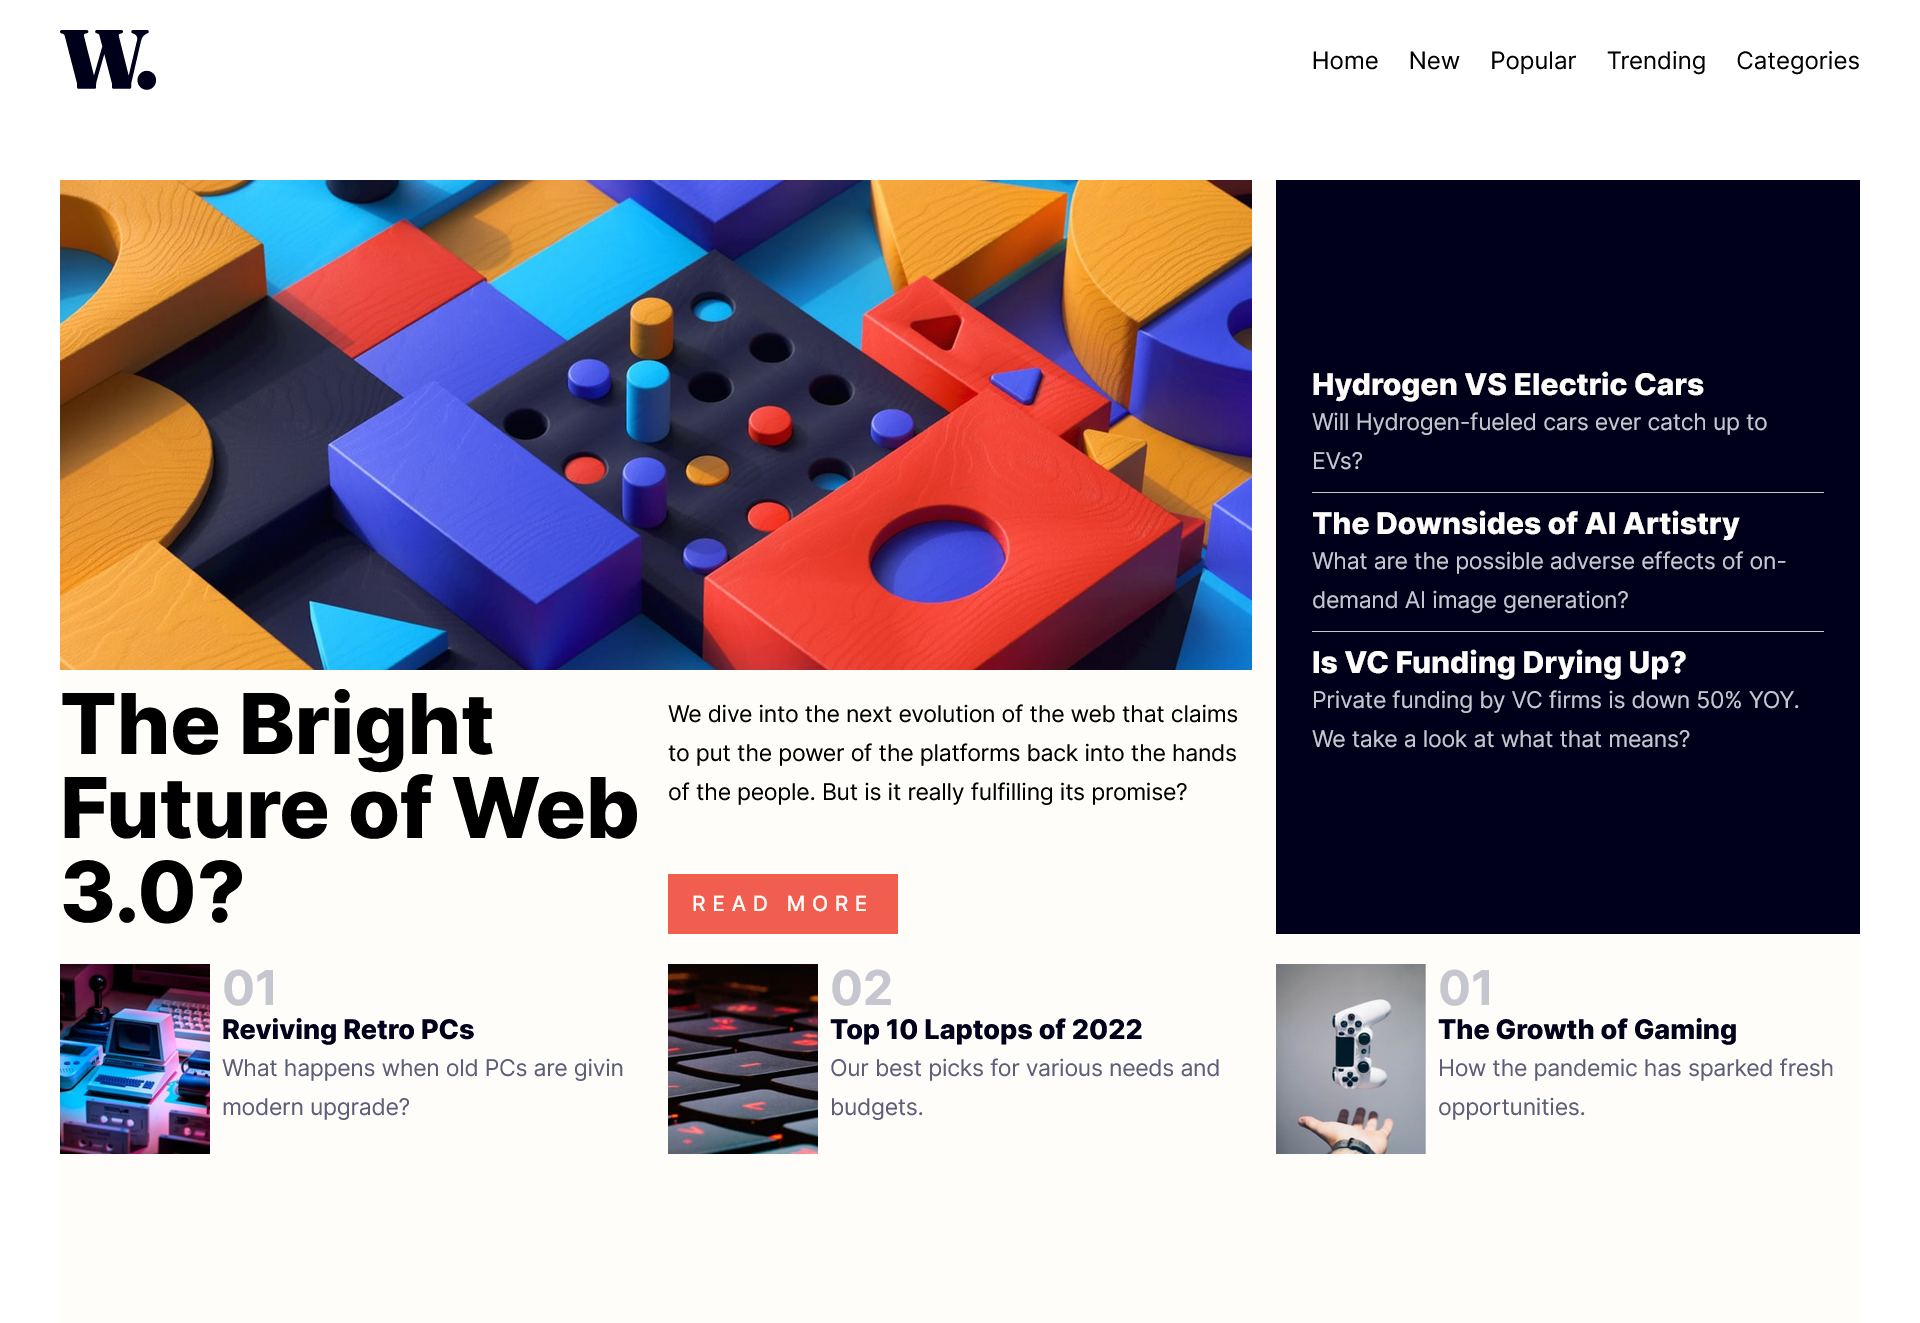 W.
Home New Popular Trending Categories
Hydrogen VS Electric Cars
Will Hydrogen-fueled cars ever catch up to
EVs?
The Downsides of AI Artistry
What are the possible adverse effects of on-
demand AI image generation?
Is VC Funding Drying Up?
Private funding by VC firms is down 50% YOY.
We take a look at what that means?
The Bright
Future of Web
3.0?
We dive into the next evolution of the web that claims
to put the power of the platforms back into the hands
of the people. But is it really fulfilling its promise?
READ MORE
01
Reviving Retro PCs
What happens when old PCs are givin
modern upgrade?
02
Top 10 Laptops of 2022
Our best picks for various needs and
budgets.
01
The Growth of Gaming
How the pandemic has sparked fresh
opportunities.